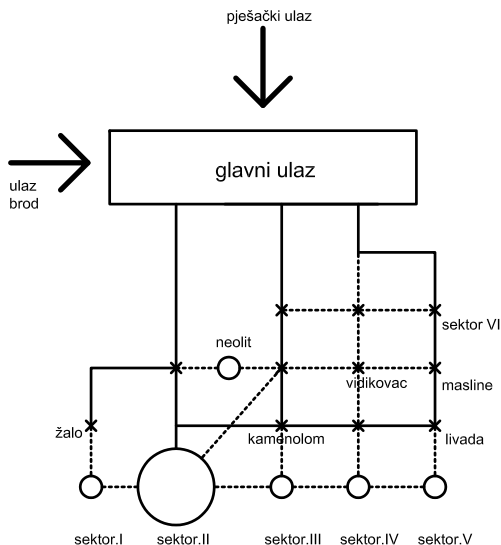 pješački ulaz
glavni ulaz
ulaz
brod
sektor VI
neolit
vidikovac
masline
žalo
kamenolom
livada
sektor.I
sektor.II
sektor.III
sektor.IV
sektor.V